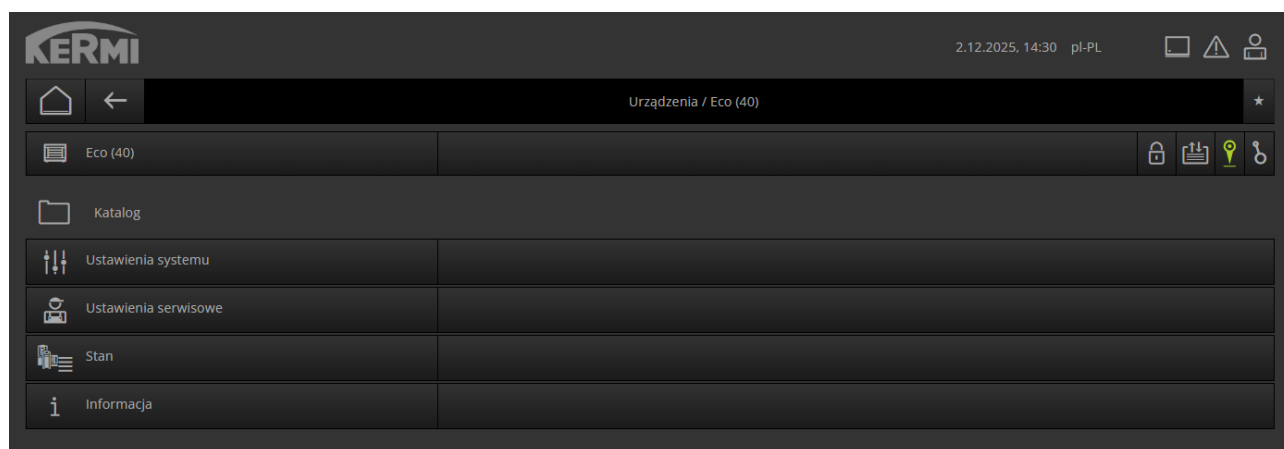 KERMI
2.12.2025, 14:30 pl-PL
Urządzenia / Eco (40)
Eco (40)
Katalog
Ustawienia systemu
Ustawienia serwisowe
Stan
Informacja